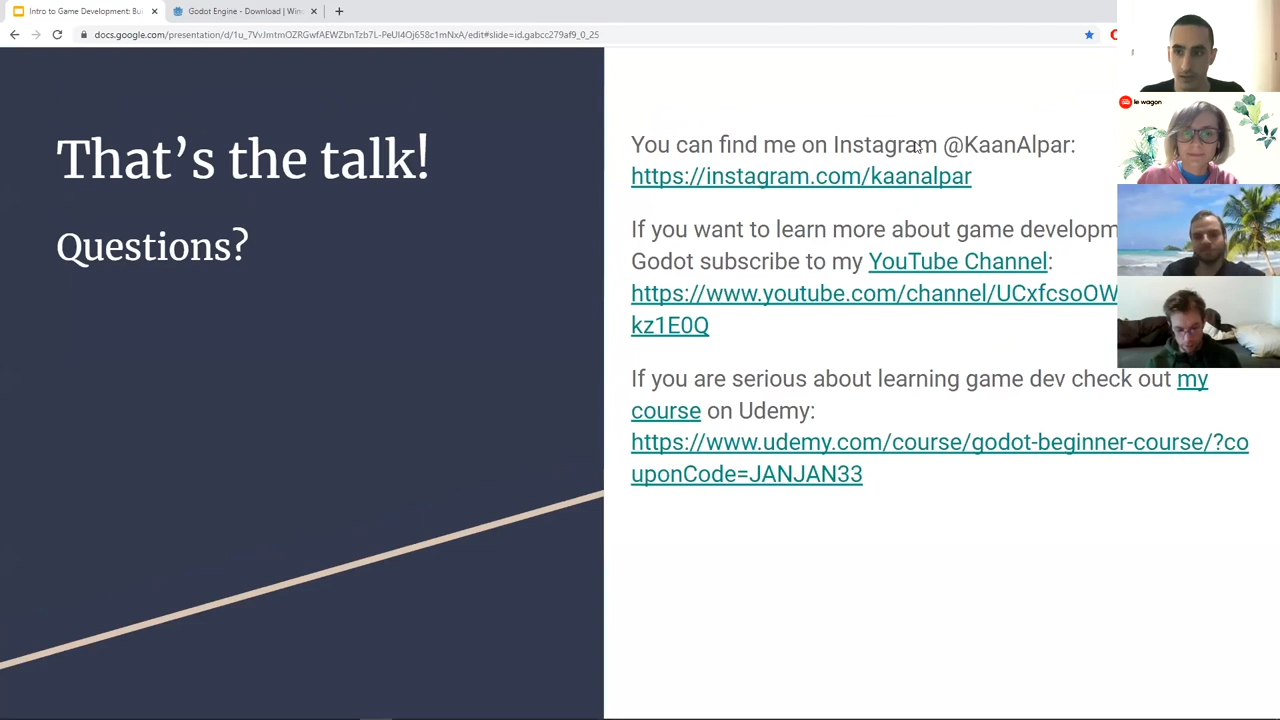 Intro to Game Development: Bu
Godot Engine - Download | Wind
docs.google.com/presentation/d/1u_7VvJmtmOZRGwfAEWZbnTzb7L-PeUl4Oj658c1mNxA/edit#slide=id.gabcc279af9_0_25
le wagon
That's the talk!
Questions?
You can find me on Instagram @KaanAlpar:
https://instagram.com/kaanalpar
If you want to learn more about game developm
Godot subscribe to my YouTube Channel:
https://www.youtube.com/channel/UCxfcsoOW
kz1E0Q
If you are serious about learning game dev check out my
course on Udemy:
https://www.udemy.com/course/godot-beginner-course/?co
uponCode=JANJAN33